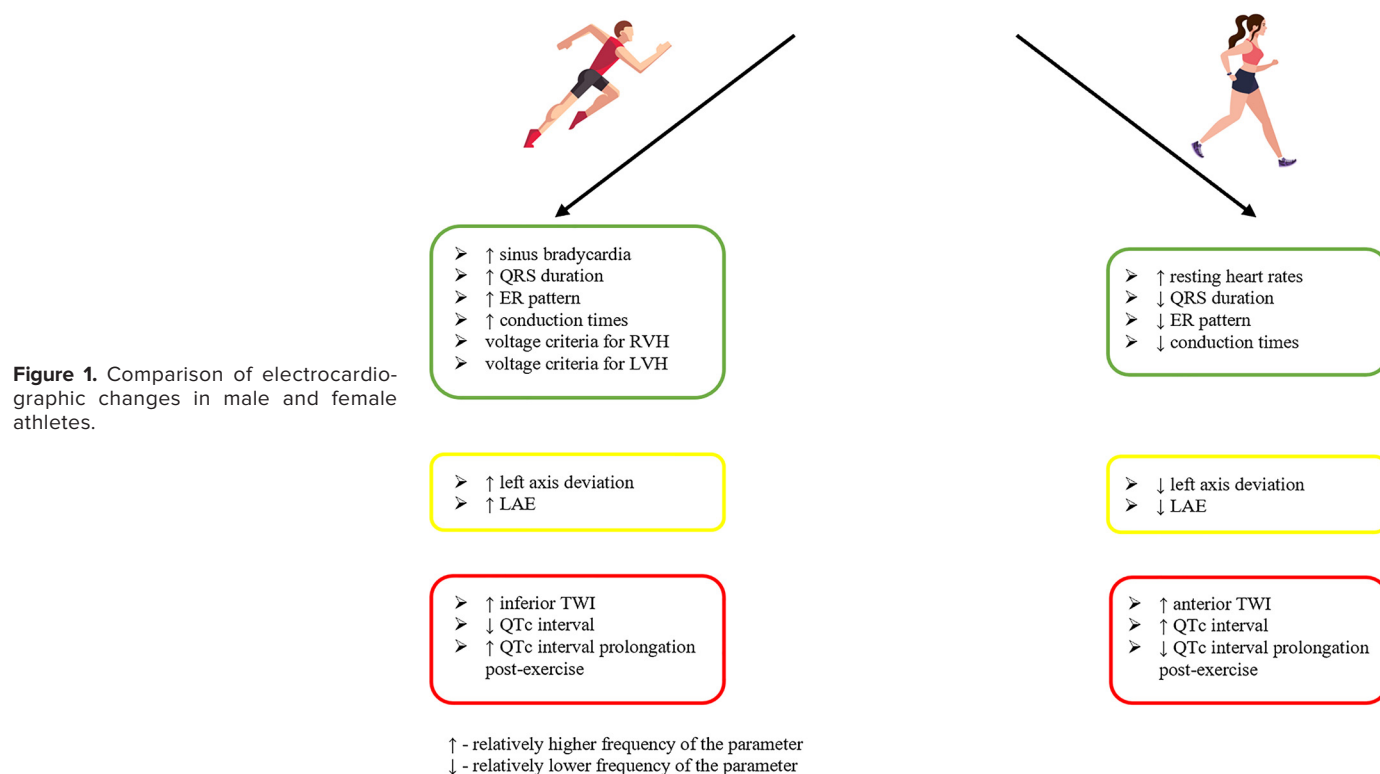 Figure 1. Comparison of electrocardio-
graphic changes in male and female
athletes.
➢ ↑ sinus bradycardia
➢ ↑ QRS duration
➢ ↑ ER pattern
➢ ↑ conduction times
➢ voltage criteria for RVH
➢ voltage criteria for LVH
➢ ↑ resting heart rates
➢ ↓ QRS duration
➢ ↓ ER pattern
➢ ↓ conduction times
➢ ↑ left axis deviation
➢ ↑ LAE
➢ ↓ left axis deviation
➢ ↓ LAE
➢ ↑ inferior TWI
➢ ↓ QTc interval
➢ ↑ QTc interval prolongation
post-exercise
➢ ↑ anterior TWI
➢ ↑ QTc interval
➢ ↓ QTc interval prolongation
post-exercise
↑ - relatively higher frequency of the parameter
↓ - relatively lower frequency of the parameter